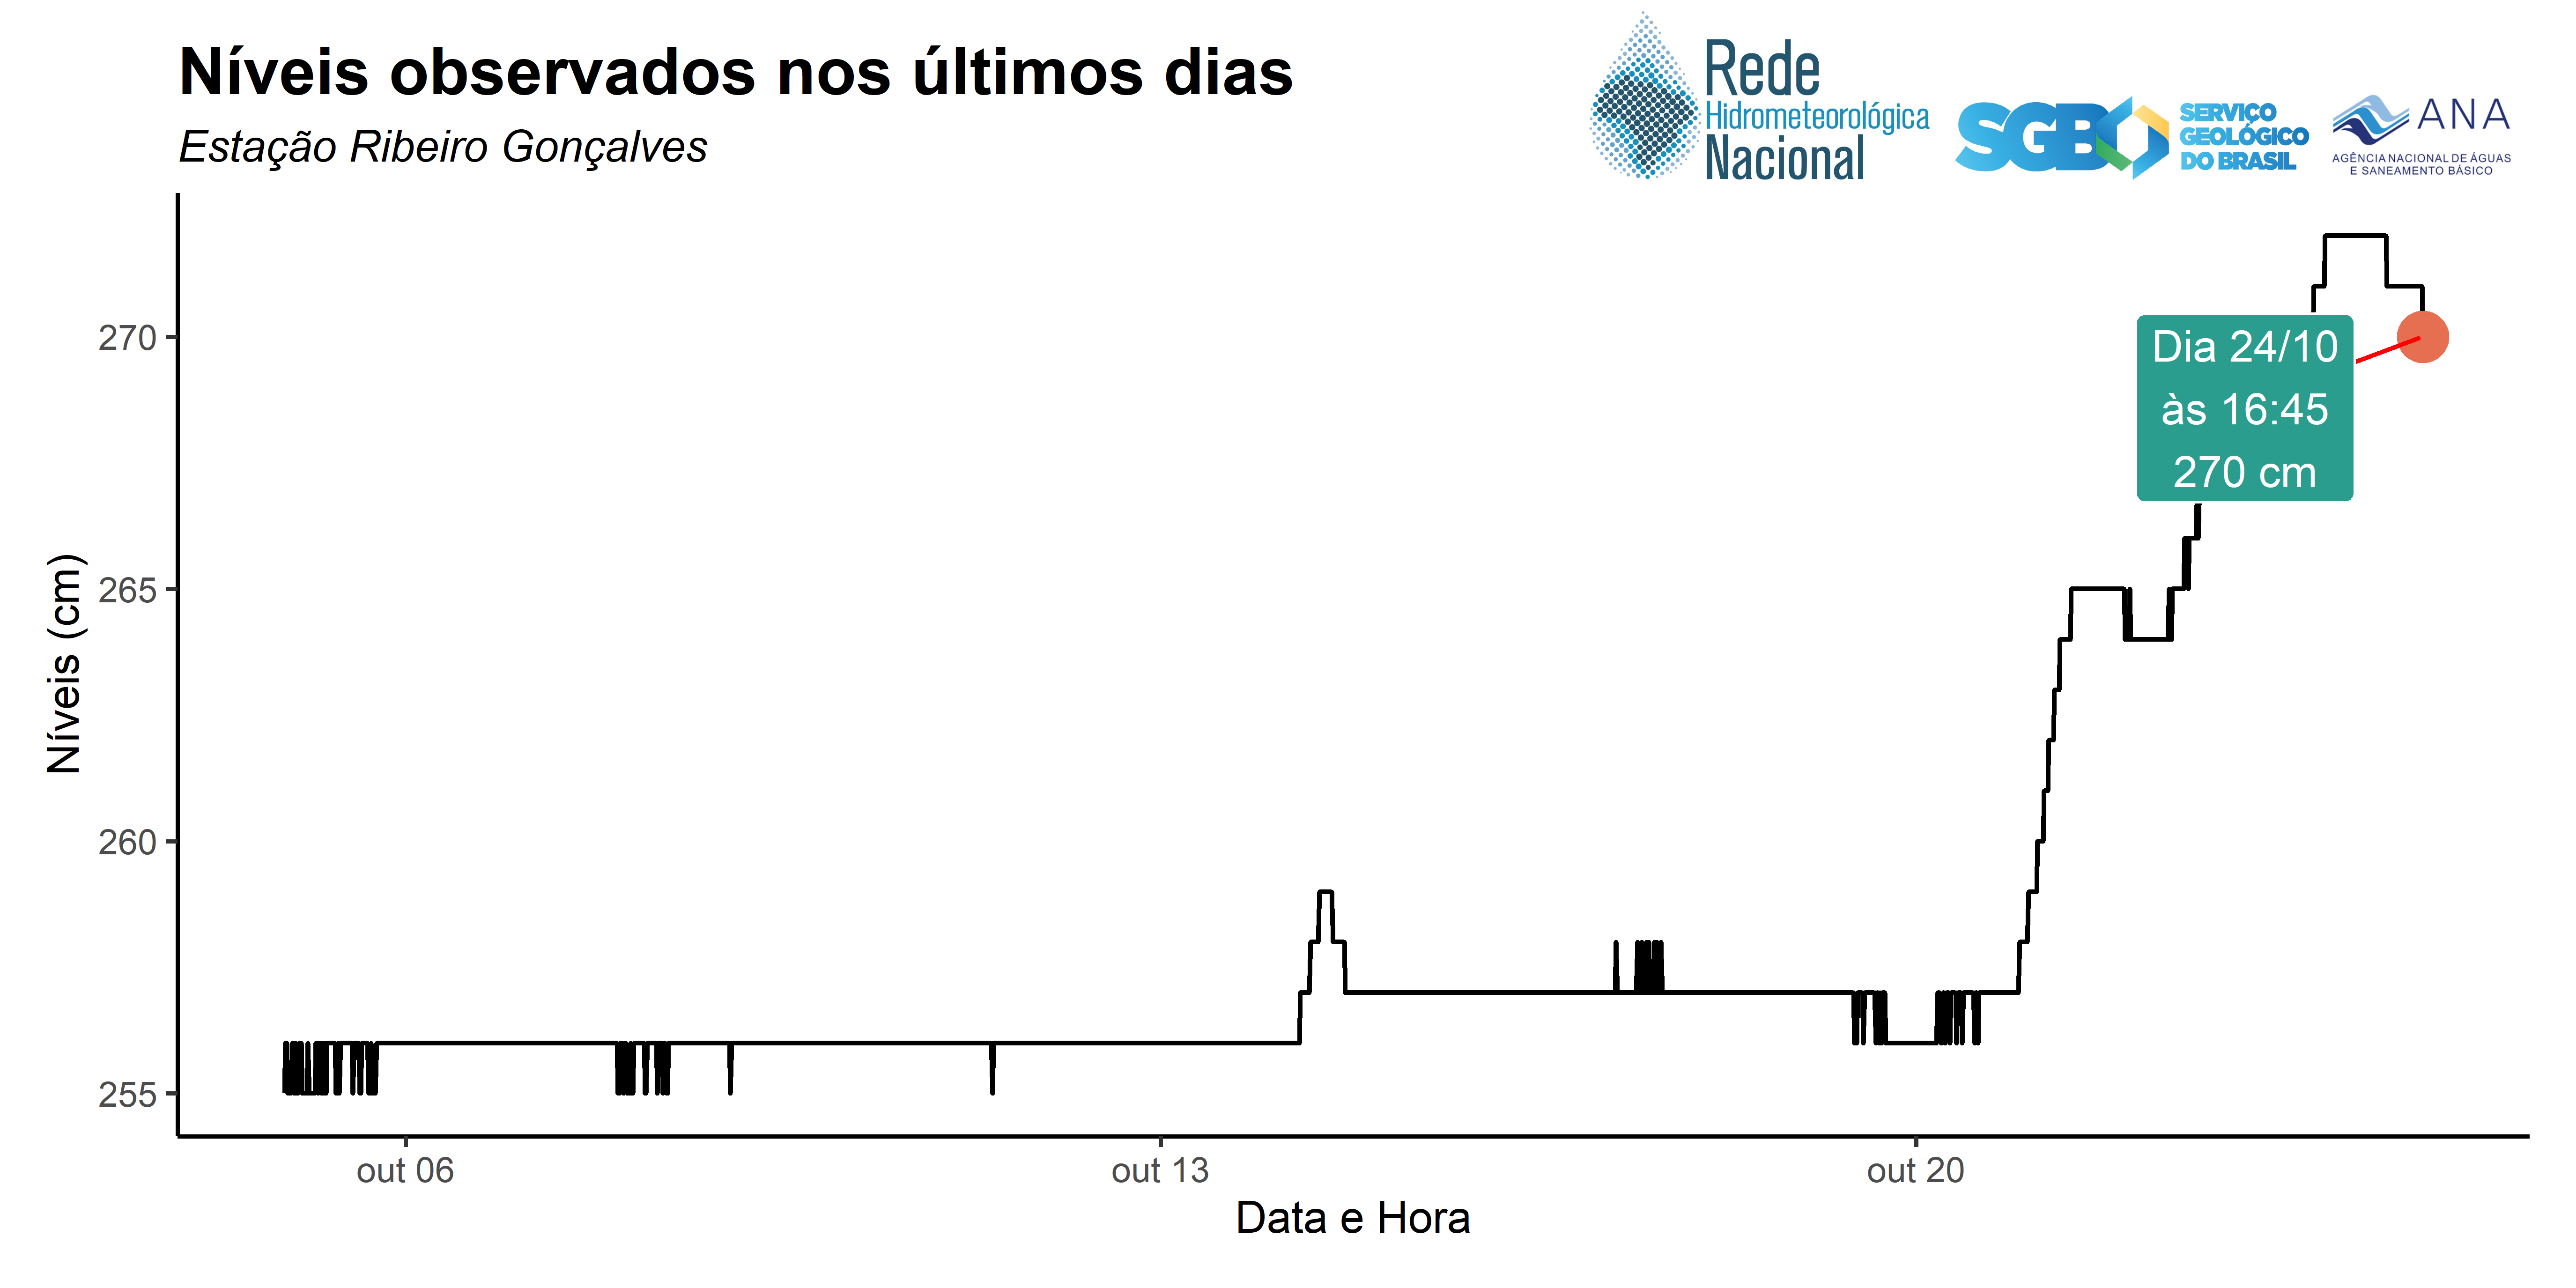 Níveis observados nos últimos dias
Estação Ribeiro Gonçalves
Rede
Hidrometeorológica
Nacional
SGB
SERVIÇO
GEOLÓGICO
DO BRASIL
ANA
AGÊNCIA NACIONAL DE ÁGUAS
E SANEAMENTO BÁSICO
Níveis (cm)
270
265
260
255
Dia 24/10
às 16:45
270 cm
out 06
out 13
out 20
Data e Hora